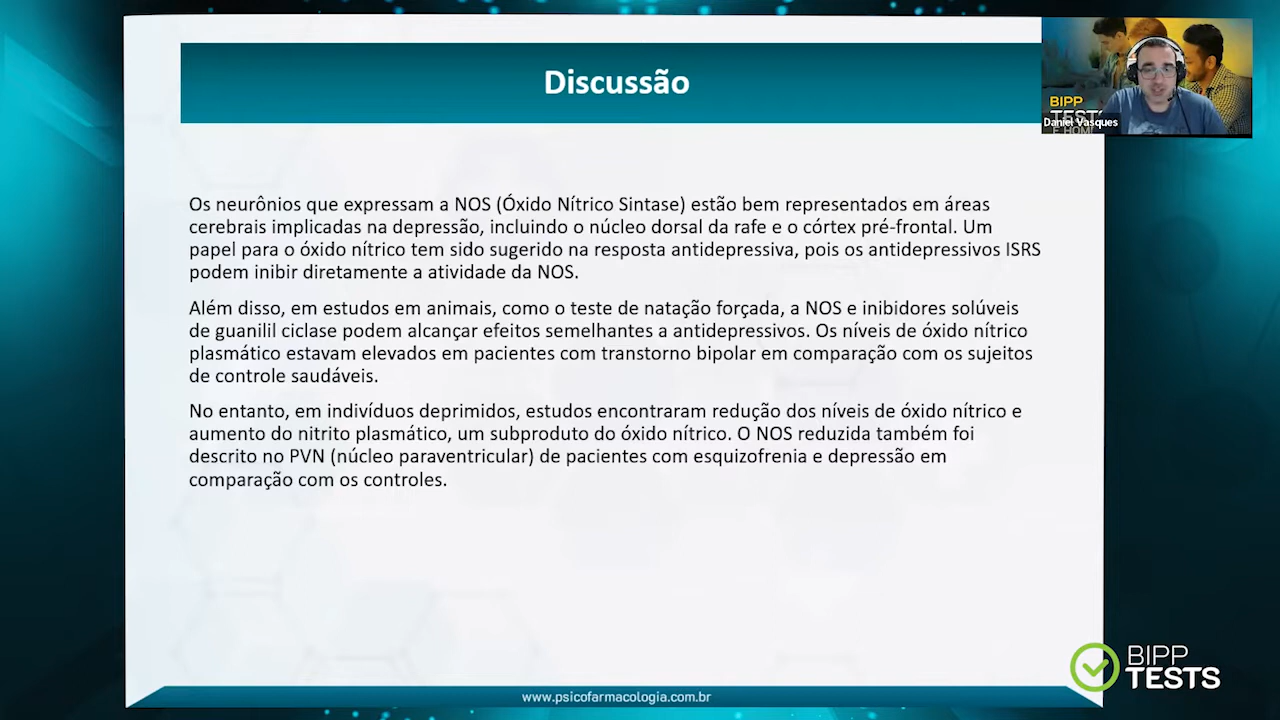 Discussão
BIPP
TESTS
E HOM
Daniel Vasques
Os neurônios que expressam a NOS (Óxido Nítrico Sintase) estão bem representados em áreas
cerebrais implicadas na depressão, incluindo o núcleo dorsal da rafe e o córtex pré-frontal. Um
papel para o óxido nítrico tem sido sugerido na resposta antidepressiva, pois os antidepressivos ISRS
podem inibir diretamente a atividade da NOS.
Além disso, em estudos em animais, como o teste de natação forçada, a NOS e inibidores solúveis
de guanilil ciclase podem alcançar efeitos semelhantes a antidepressivos. Os níveis de óxido nítrico
plasmático estavam elevados em pacientes com transtorno bipolar em comparação com os sujeitos
de controle saudáveis.
No entanto, em indivíduos deprimidos, estudos encontraram redução dos níveis de óxido nítrico e
aumento do nitrito plasmático, um subproduto do óxido nítrico. O NOS reduzida também foi
descrito no PVN (núcleo paraventricular) de pacientes com esquizofrenia e depressão em
comparação com os controles.
www.psicofarmacologia.com.br
BIPP
TESTS